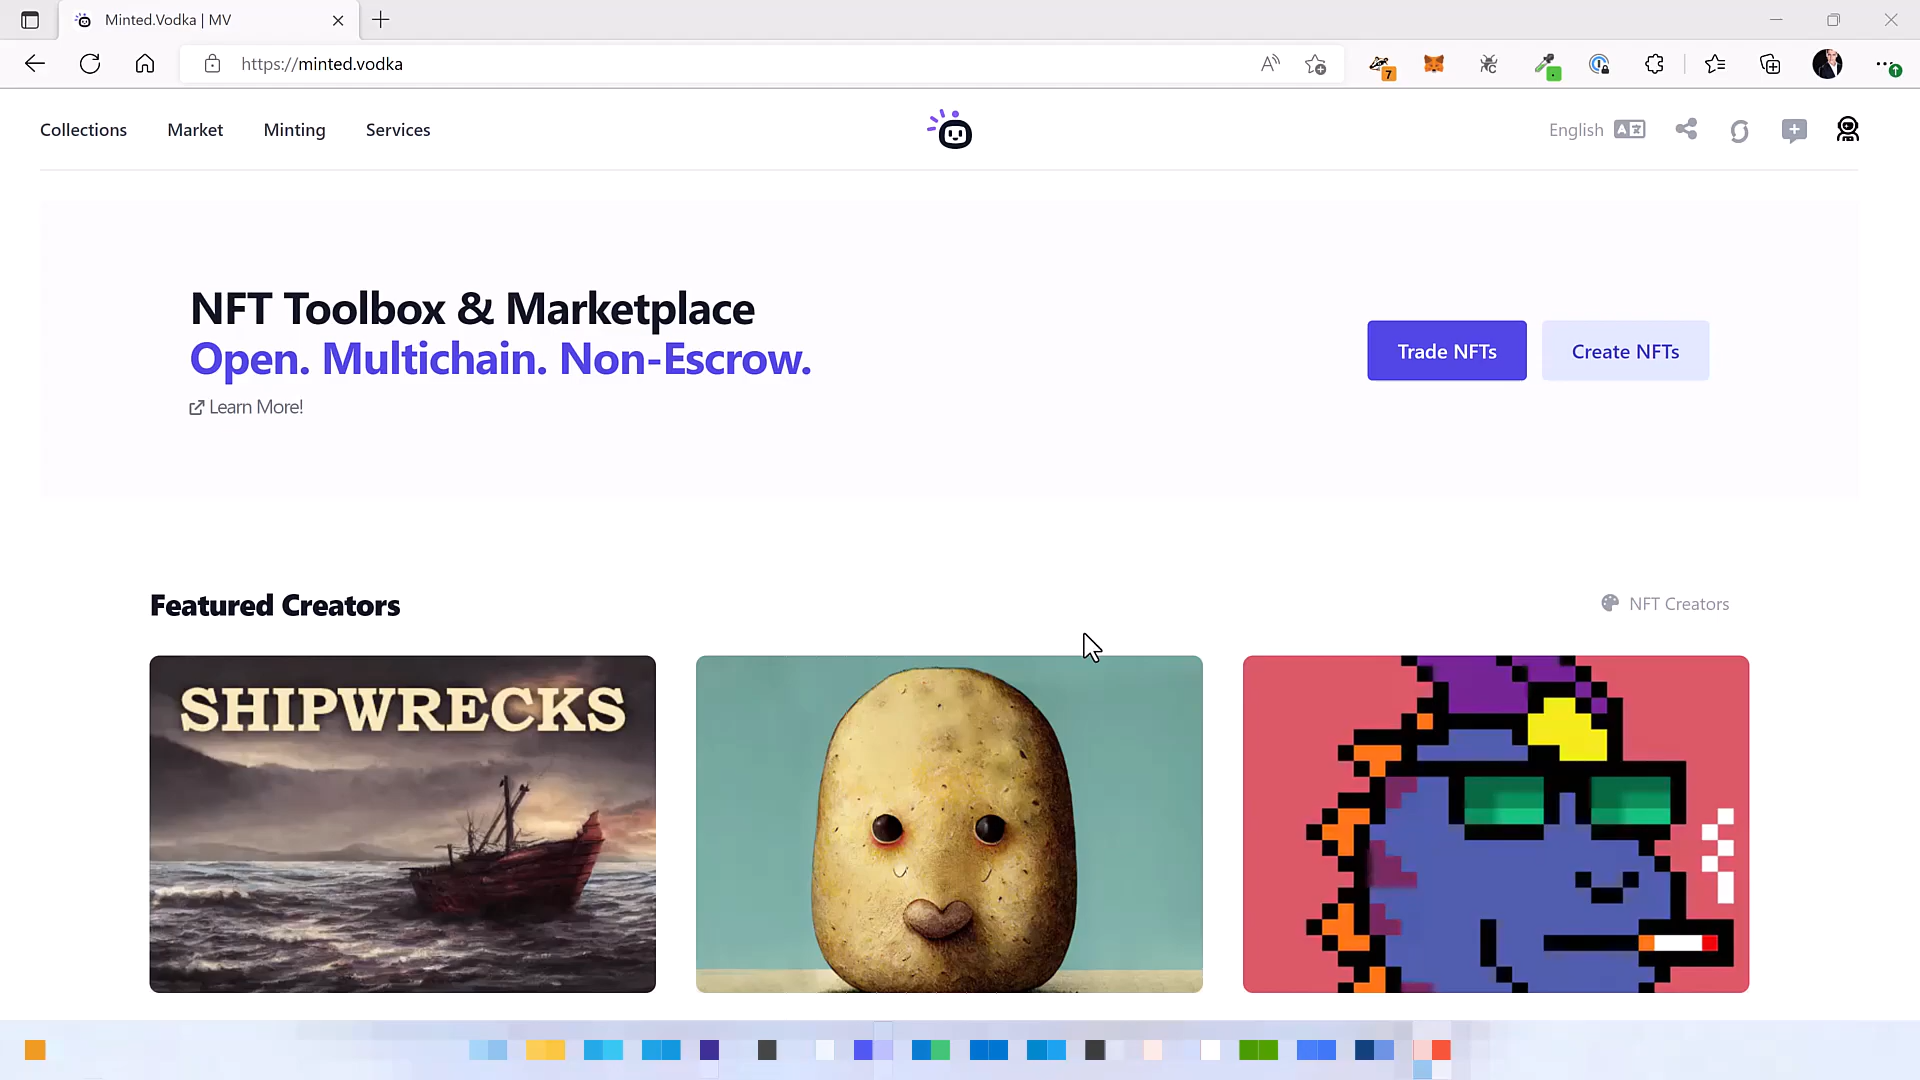 Minted.Vodka | MV
https://minted.vodka
7
Collections
Market
Minting
Services
English
NFT Toolbox & Marketplace
Open. Multichain. Non-Escrow.
Learn More!
Trade NFTs
Create NFTs
Featured Creators
NFT Creators
SHIPWRECKS